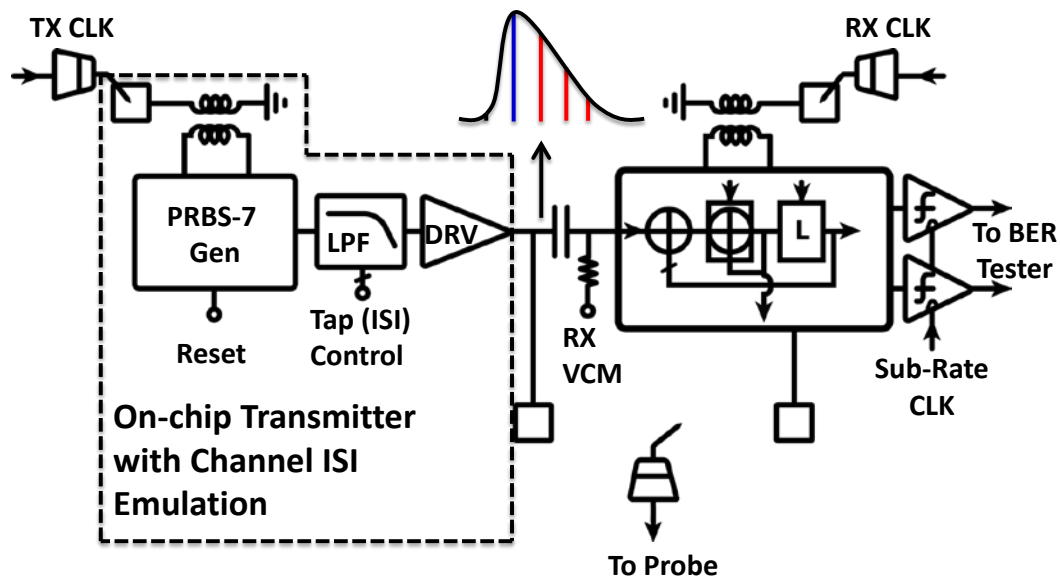 TX CLK
RX CLK
PRBS-7
Gen
LPF
DRV
L
To BER
Tester
Reset
Tap (ISI)
Control
RX
VCM
Sub-Rate
CLK
On-chip Transmitter
with Channel ISI
Emulation
To Probe